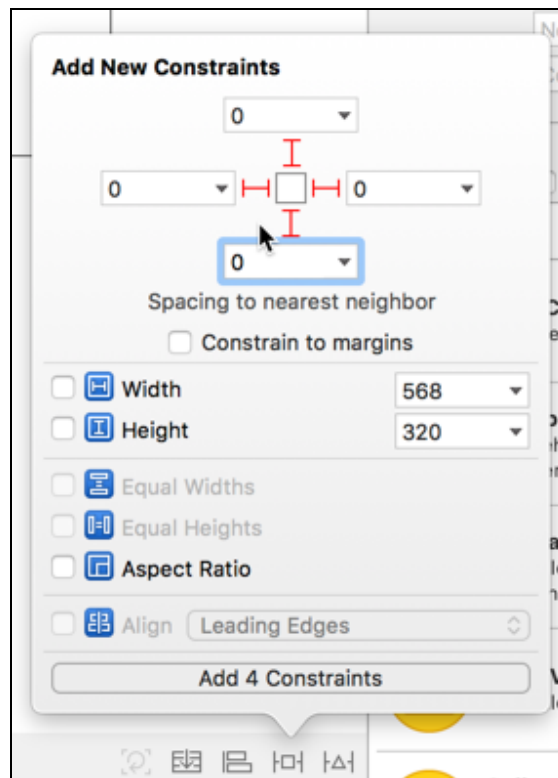 Add New Constraints
0
0 0
0
Spacing to nearest neighbor
Constrain to margins
Width 568
Height 320
Equal Widths
Equal Heights
Aspect Ratio
Align Leading Edges
Add 4 Constraints